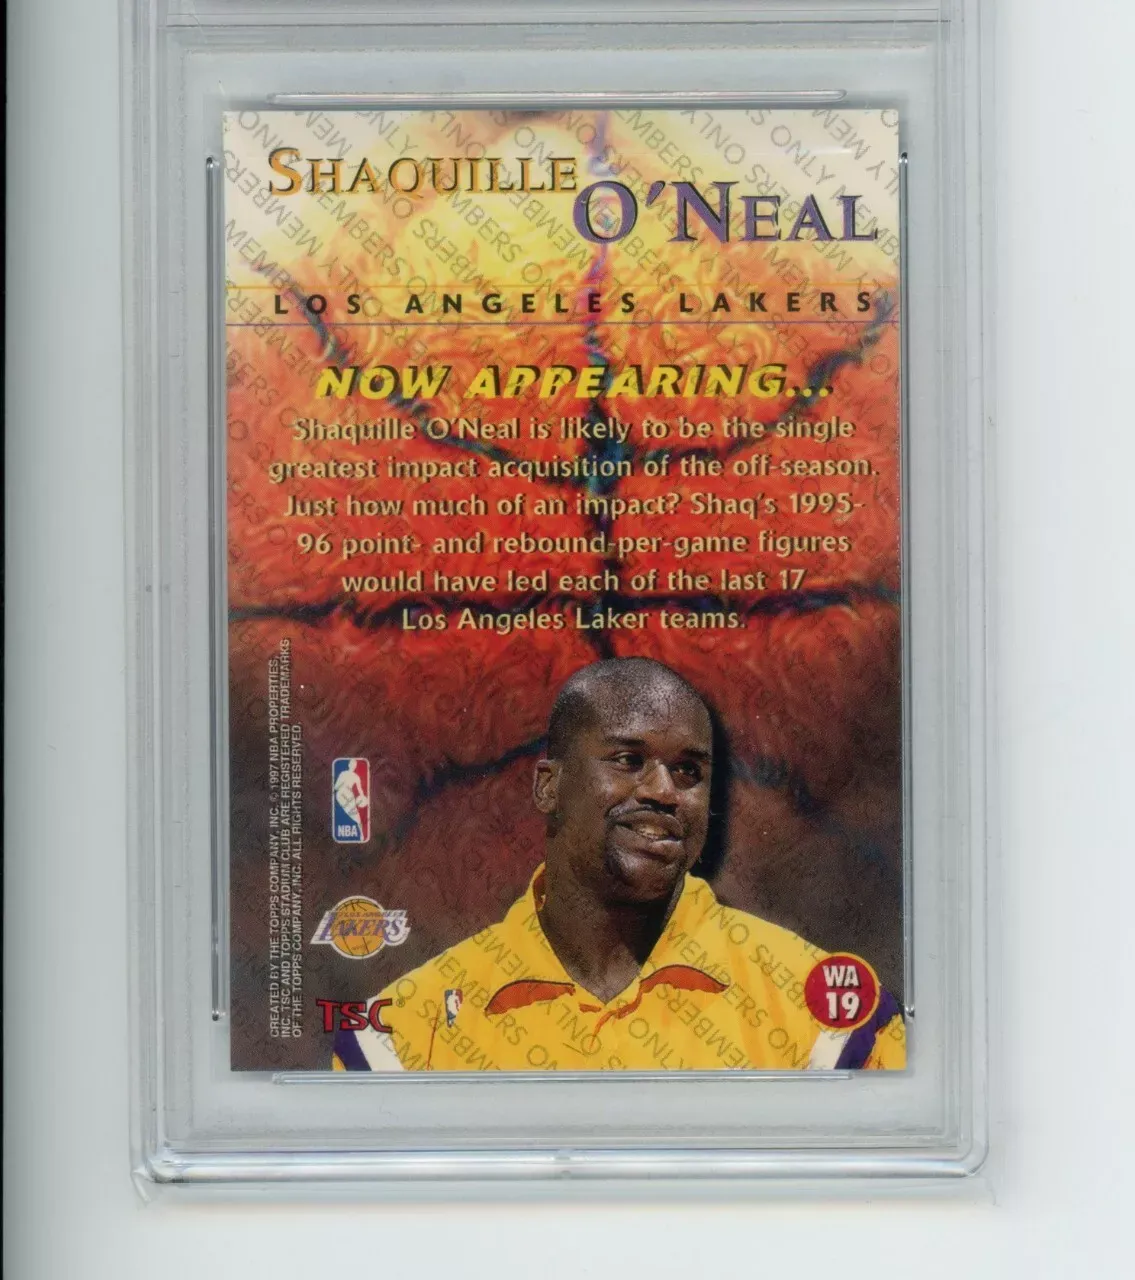 SHAQUILLE
O'NEAL
LOS ANGELES LAKERS
NOW APPEARING...
Shaquille O'Neal is likely to be the single
greatest impact acquisition of the off-season.
Just how much of an impact? Shaq's 1995-
96 point- and rebound-per-game figures
would have led each of the last 17
Los Angeles Laker teams.
CREATED BY THE TOPPS COMPANY, INC. © 1997 NBA PROPERTIES,
INC. TSC AND TOPPS STADIUM CLUB ARE REGISTERED TRADEMARKS
OF THE TOPPS COMPANY, INC. ALL RIGHTS RESERVED.
NBA
LOS ANGELES
LAKERS
TSC®
WA
19
MEMBERS ONLY